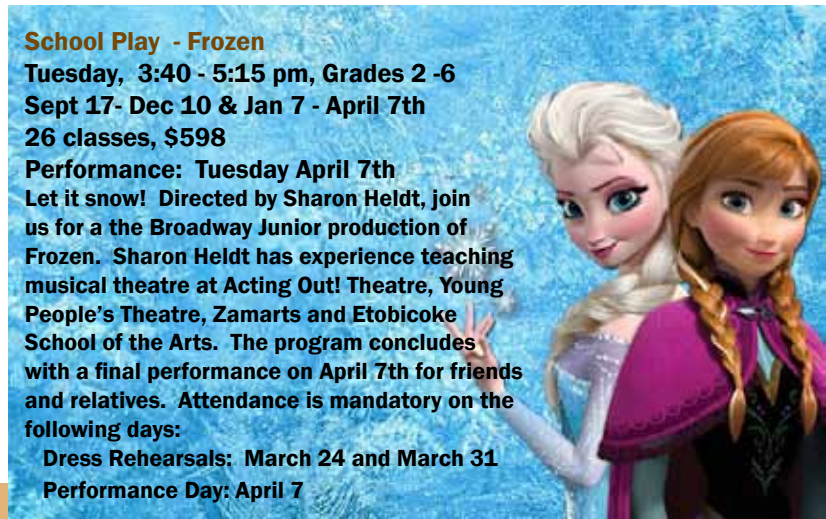 School Play  - Frozen
Tuesday,  3:40 - 5:15 pm, Grades 2 -6
Sept 17- Dec 10 & Jan 7 - April 7th
26 classes, $598
Performance:  Tuesday April 7th
Let it snow!  Directed by Sharon Heldt, join
us for a the Broadway Junior production of
Frozen.  Sharon Heldt has experience teaching
musical theatre at Acting Out! Theatre, Young
People's Theatre, Zamarts and Etobicoke
School of the Arts.  The program concludes
with a final performance on April 7th for friends
and relatives.  Attendance is mandatory on the
following days:
Dress Rehearsals:  March 24 and March 31
Performance Day: April 7